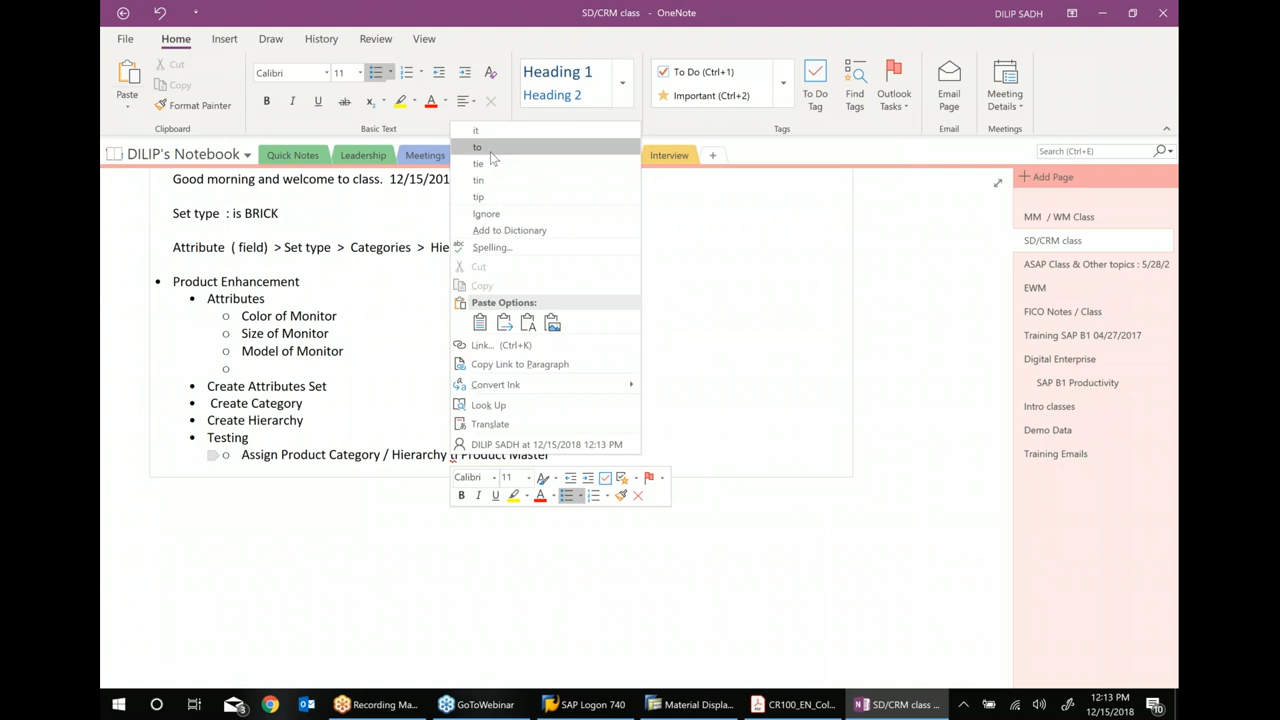 SD/CRM class - OneNote
DILIP SADH
File Home Insert Draw History Review View
Paste
Cut
Copy
Format Painter
Clipboard
Calibri 11
Basic Text
Heading 1
Heading 2
To Do (Ctrl+1)
Important (Ctrl+2)
To Do Tag
Find Tags
Outlook Tasks
Tags
Email Page
Email
Meeting Details
Meetings
DILIP's Notebook
Quick Notes
Leadership
Meetings
Interview
Search (Ctrl+E)
Good morning and welcome to class. 12/15/201
Set type : is BRICK
Attribute ( field) > Set type > Categories > Hie
Product Enhancement
Attributes
Color of Monitor
Size of Monitor
Model of Monitor
Create Attributes Set
Create Category
Create Hierarchy
Testing
Assign Product Category / Hierarchy ti Product Master
it
to
tie
tin
tip
Ignore
Add to Dictionary
Spelling...
Cut
Copy
Paste Options:
Link... (Ctrl+K)
Copy Link to Paragraph
Convert Ink
Look Up
Translate
DILIP SADH at 12/15/2018 12:13 PM
Calibri 11
Add Page
MM / WM Class
SD/CRM class
ASAP Class & Other topics : 5/28/2
EWM
FICO Notes / Class
Training SAP B1 04/27/2017
Digital Enterprise
SAP B1 Productivity
Intro classes
Demo Data
Training Emails
Recording Ma...
GoToWebinar
SAP Logon 740
Material Displa...
CR100_EN_Col...
SD/CRM class ...
12:13 PM
12/15/2018